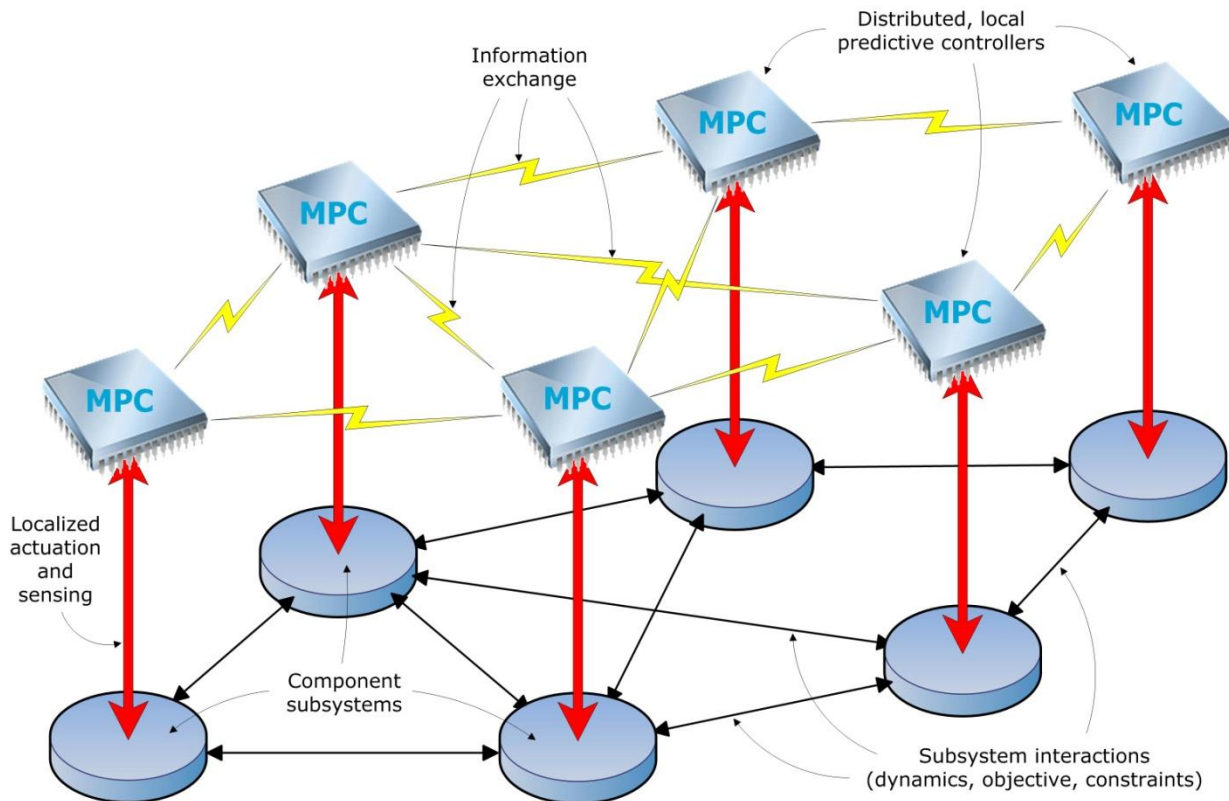 Distributed, local
predictive controllers
Information
exchange
MPC
MPC
MPC
MPC
MPC
MPC
Localized
actuation
and
sensing
Component
subsystems
Subsystem interactions
(dynamics, objective, constraints)